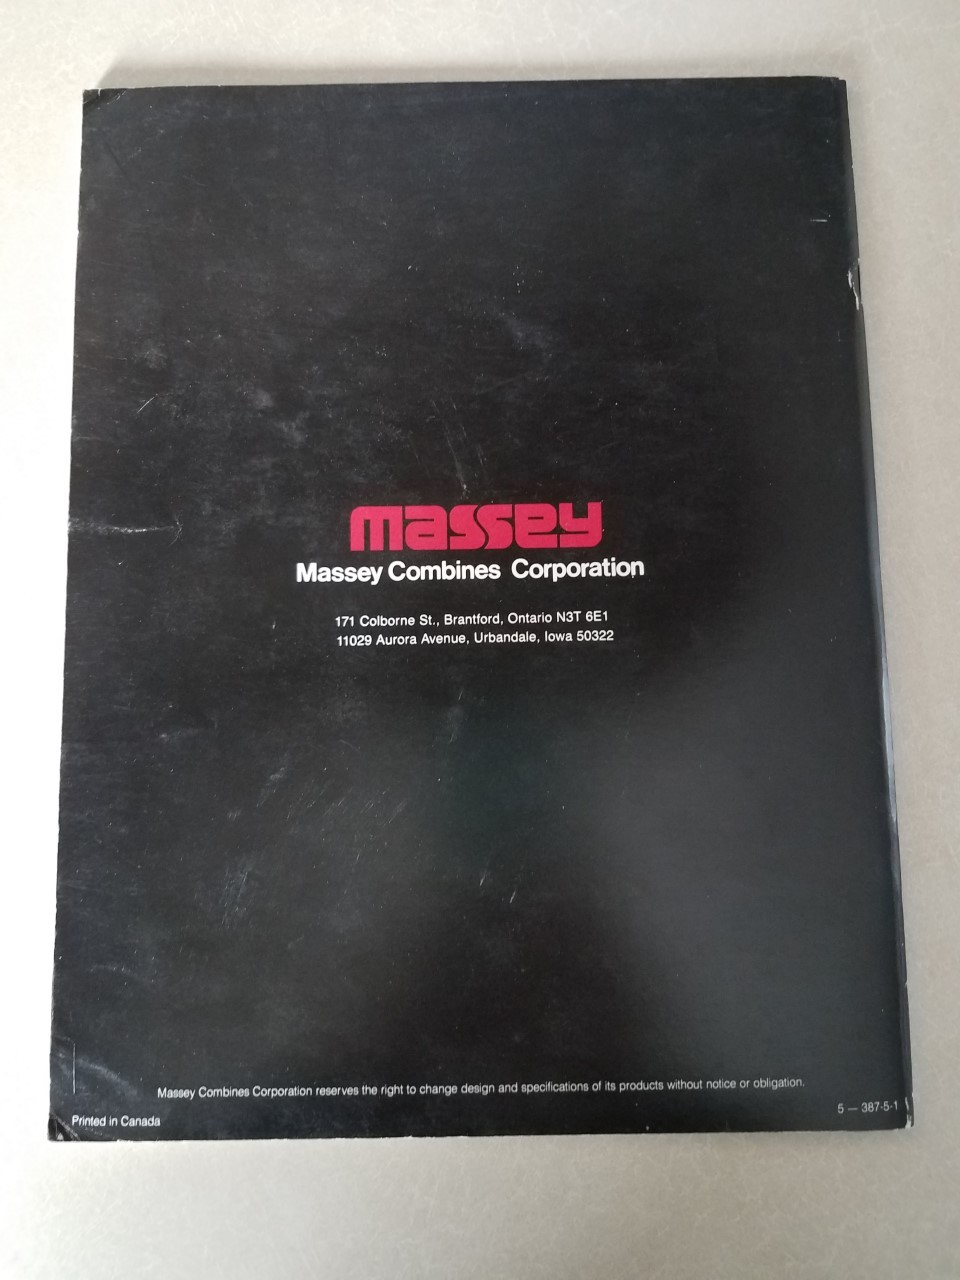 massey
Massey Combines Corporation
171 Colborne St., Brantford, Ontario N3T 6E1
11029 Aurora Avenue, Urbandale, Iowa 50322
Massey Combines Corporation reserves the right to change design and specifications of its products without notice or obligation.
5 — 387-5-1
Printed in Canada